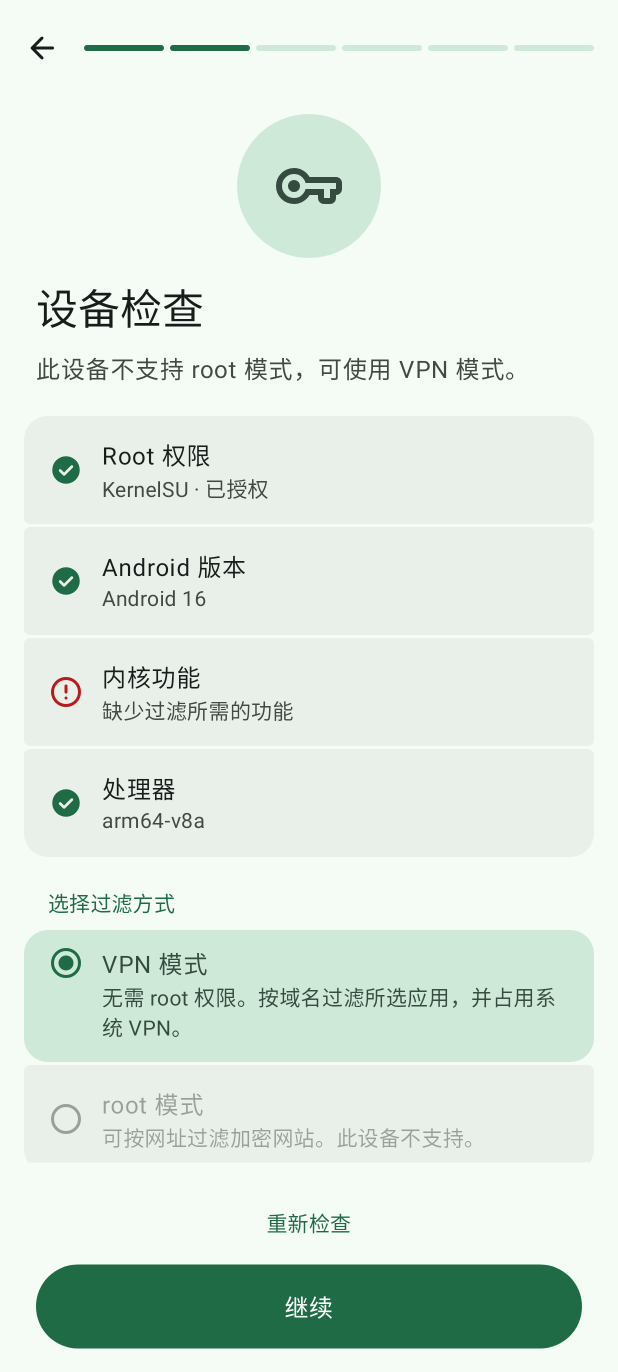 设备检查
此设备不支持 root 模式，可使用 VPN 模式。
Root 权限
KernelSU · 已授权
Android 版本
Android 16
内核功能
缺少过滤所需的功能
处理器
arm64-v8a
选择过滤方式
VPN 模式
无需 root 权限。按域名过滤所选应用，并占用系
统 VPN。
root 模式
可按网址过滤加密网站。此设备不支持。
重新检查
继续